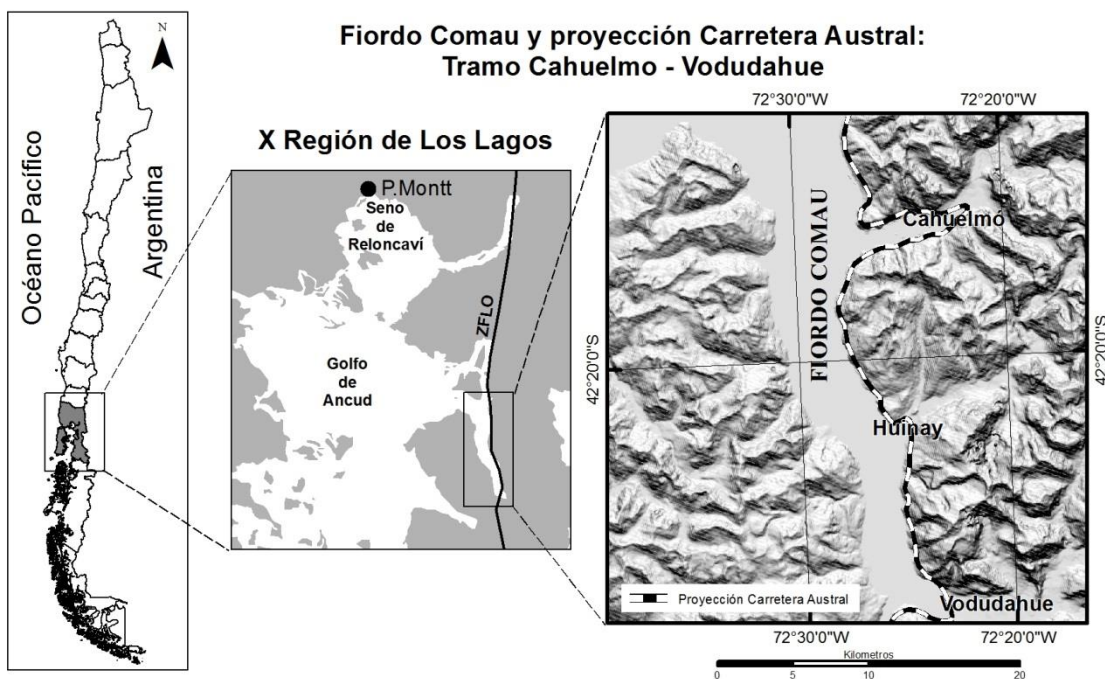 Fiordo Comau y proyección Carretera Austral:
Tramo Cahuelmo - Vodudahue
N
Océano Pacífico
Argentina
X Región de Los Lagos
P.Montt
Seno
de
Reloncaví
ZFLO
Golfo
de
Ancud
72°30'0"W
72°20'0"W
Cahuelmó
FIORDO COMAU
42°20'0"S
42°20'0"S
Huinay
Vodudahue
Proyección Carretera Austral
72°30'0"W
72°20'0"W
Kilometros
0 5 10 20